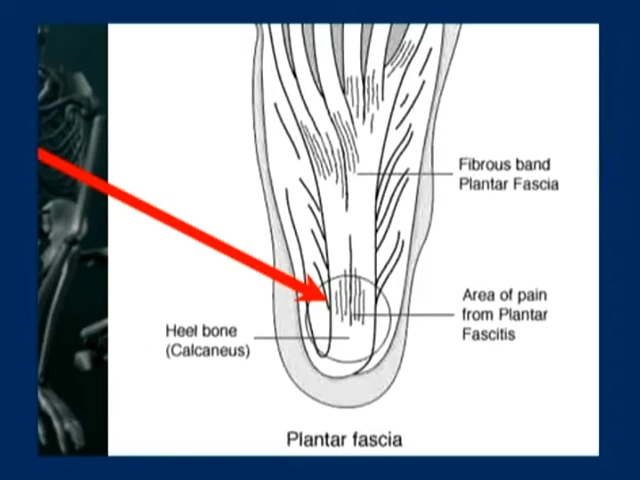 Fibrous band
Plantar Fascia
Area of pain
from Plantar
Fascitis
Heel bone
(Calcaneus)
Plantar fascia